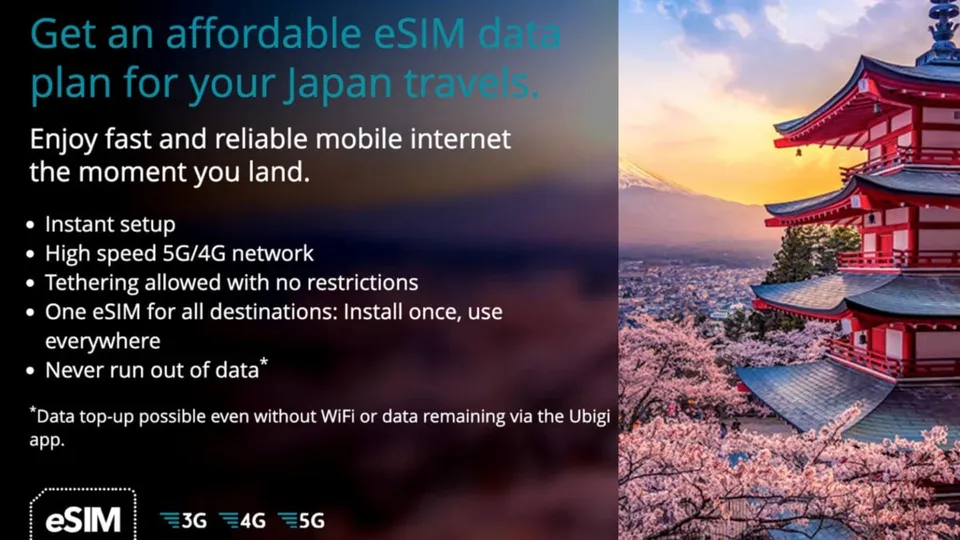 Get an affordable eSIM data
plan for your Japan travels.
Enjoy fast and reliable mobile internet
the moment you land.
• Instant setup
• High speed 5G/4G network
• Tethering allowed with no restrictions
• One eSIM for all destinations: Install once, use
everywhere
• Never run out of data*
*Data top-up possible even without WiFi or data remaining via the Ubigi
app.
eSIM 3G 4G 5G